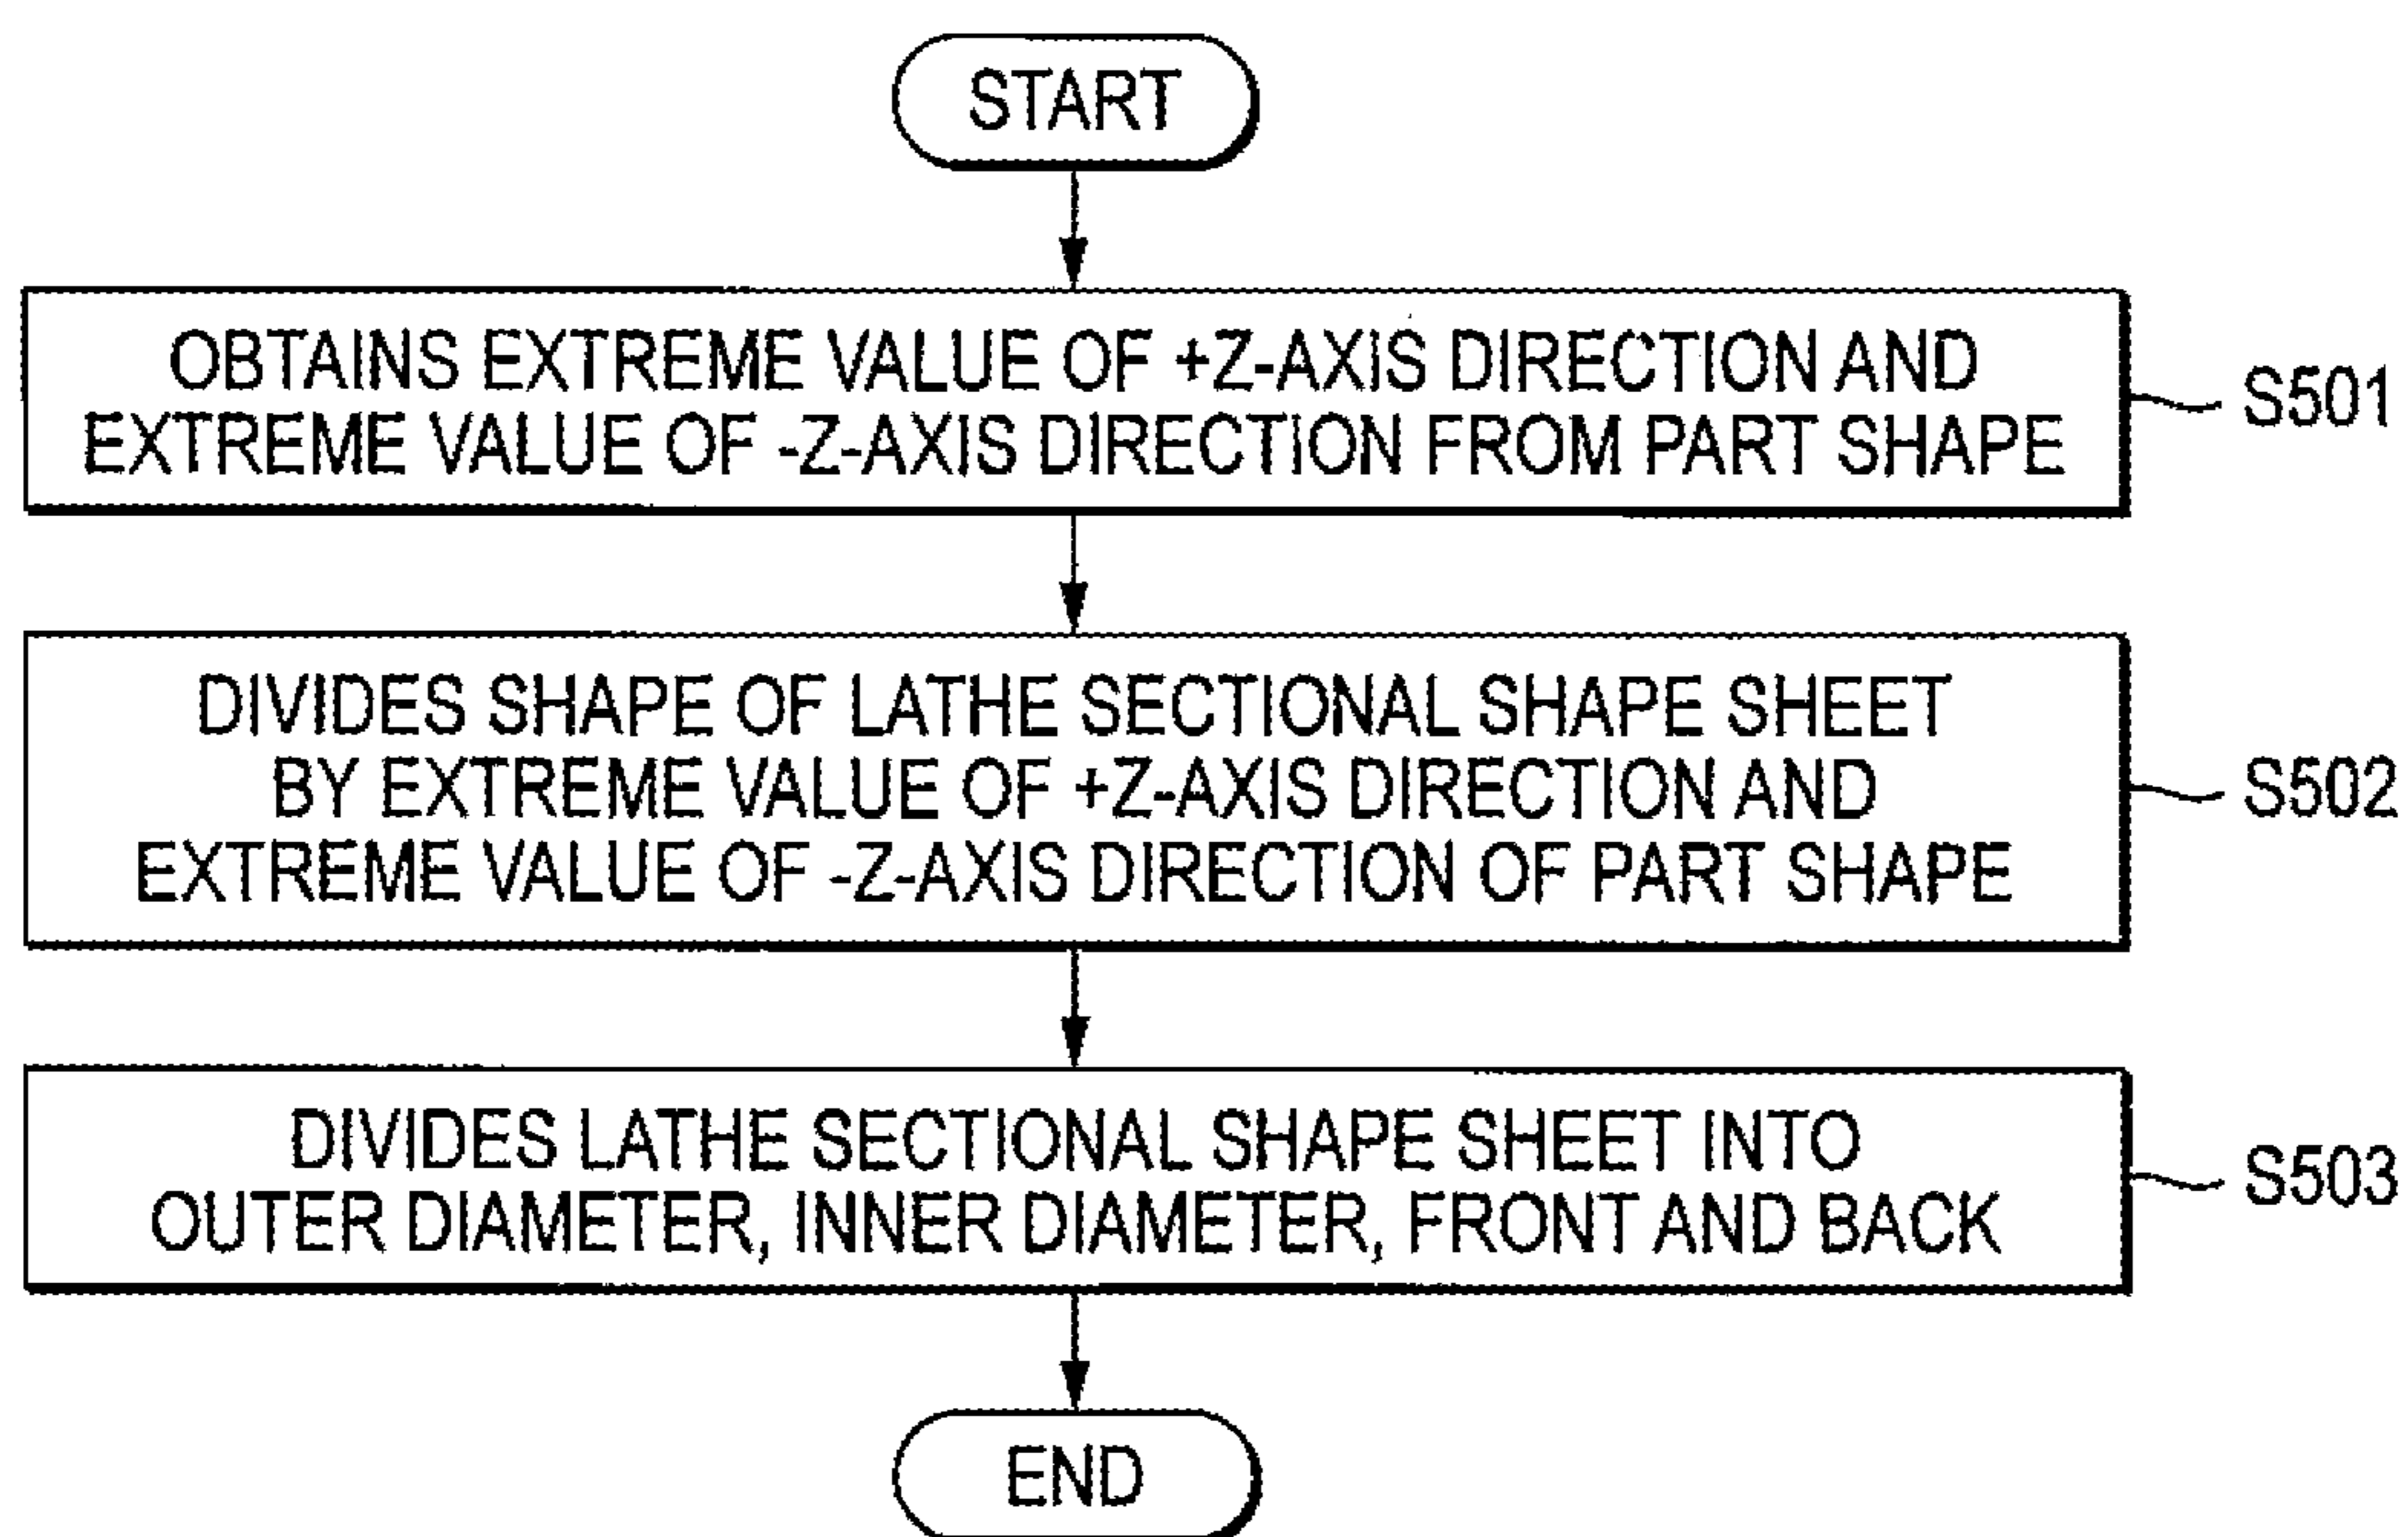 START
OBTAINS EXTREME VALUE OF +Z-AXIS DIRECTION AND
EXTREME VALUE OF -Z-AXIS DIRECTION FROM PART SHAPE
S501
DIVIDES SHAPE OF LATHE SECTIONAL SHAPE SHEET
BY EXTREME VALUE OF +Z-AXIS DIRECTION AND
EXTREME VALUE OF -Z-AXIS DIRECTION OF PART SHAPE
S502
DIVIDES LATHE SECTIONAL SHAPE SHEET INTO
OUTER DIAMETER, INNER DIAMETER, FRONT AND BACK
S503
END